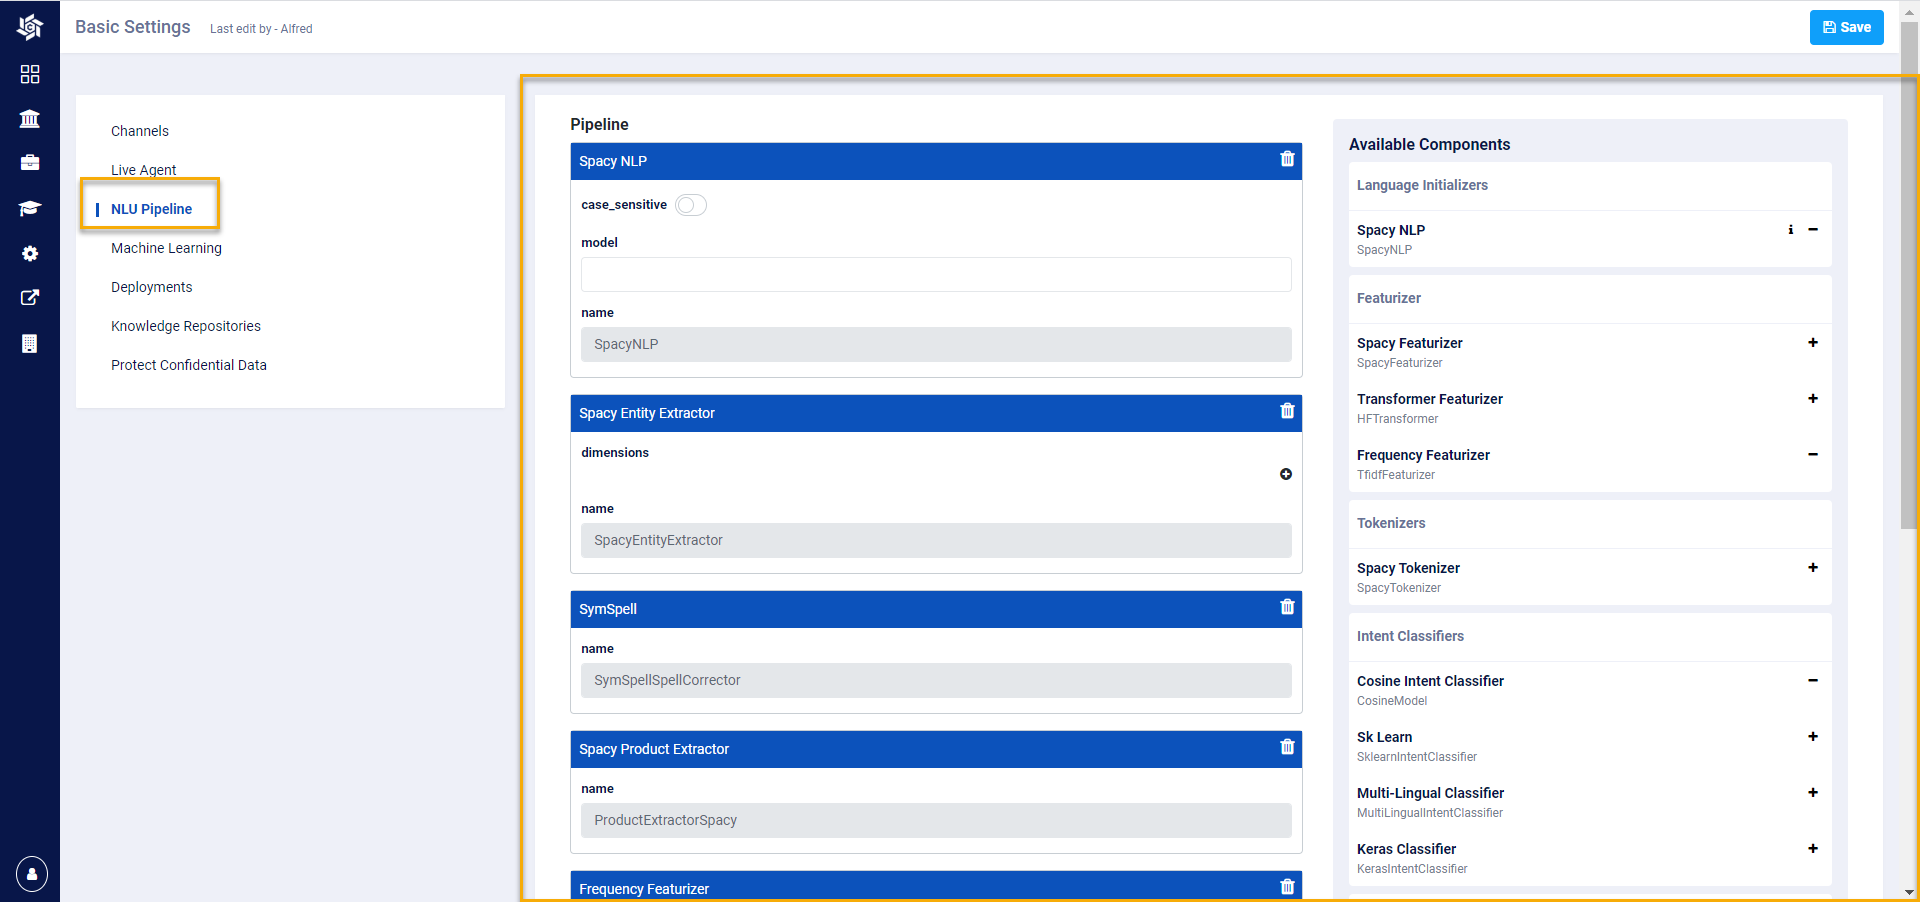 Basic Settings
Last edit by - Alfred
Save
Channels
Live Agent
NLU Pipeline
Machine Learning
Deployments
Knowledge Repositories
Protect Confidential Data
Pipeline
Spacy NLP
case_sensitive
model
name
SpacyNLP
Spacy Entity Extractor
dimensions
name
SpacyEntityExtractor
SymSpell
name
SymSpellSpellCorrector
Spacy Product Extractor
name
ProductExtractorSpacy
Frequency Featurizer
Available Components
Language Initializers
Spacy NLP
SpacyNLP
Featurizer
Spacy Featurizer
SpacyFeaturizer
Transformer Featurizer
HFTransformer
Frequency Featurizer
TfidfFeaturizer
Tokenizers
Spacy Tokenizer
SpacyTokenizer
Intent Classifiers
Cosine Intent Classifier
CosineModel
Sk Learn
SklearnIntentClassifier
Multi-Lingual Classifier
MultiLingualIntentClassifier
Keras Classifier
KerasIntentClassifier